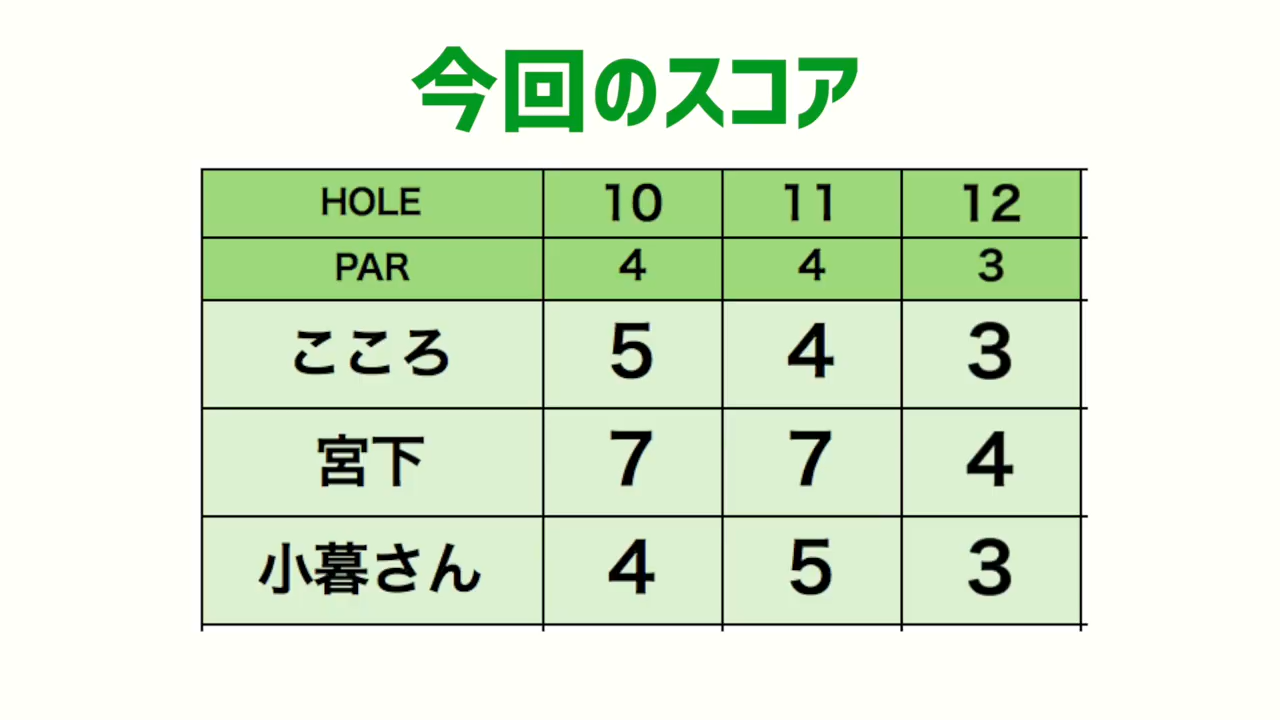 今回のスコア
HOLE 10 11 12
PAR 4 4 3
こころ 5 4 3
宮下 7 7 4
小暮さん 4 5 3